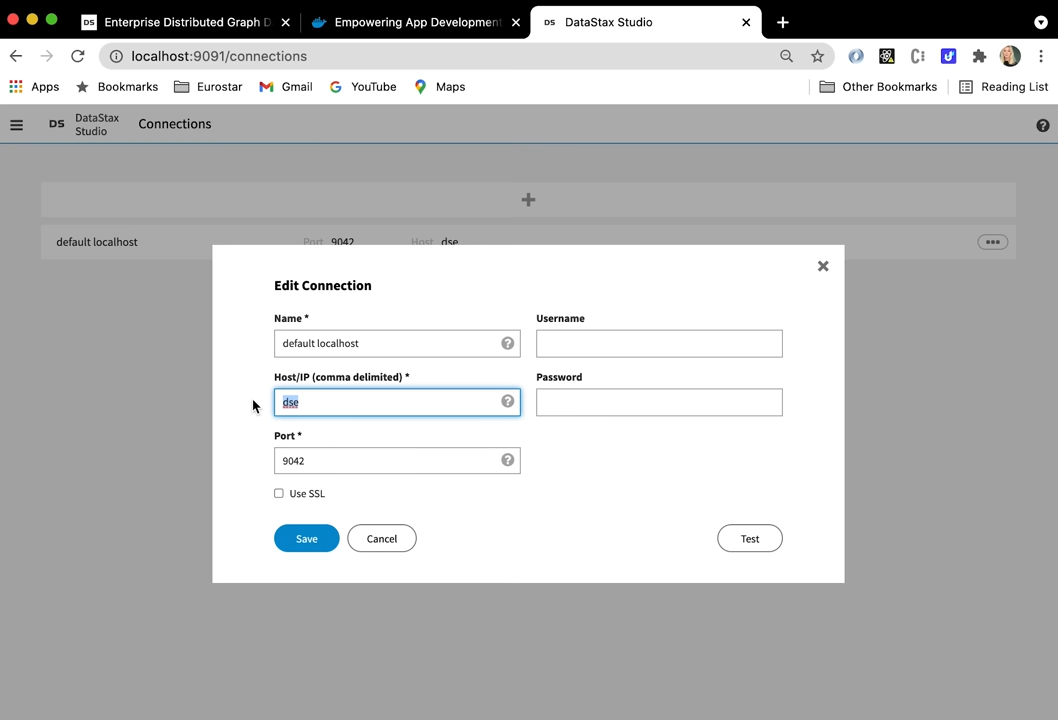 DS Enterprise Distributed Graph D
Empowering App Development
DS DataStax Studio
localhost:9091/connections
Apps
Bookmarks
Eurostar
Gmail
YouTube
Maps
Other Bookmarks
Reading List
DS DataStax Studio
Connections
default localhost
Port 9042
Host dse
Edit Connection
Name *
default localhost
Username
Host/IP (comma delimited) *
dse
Password
Port *
9042
Use SSL
Save
Cancel
Test